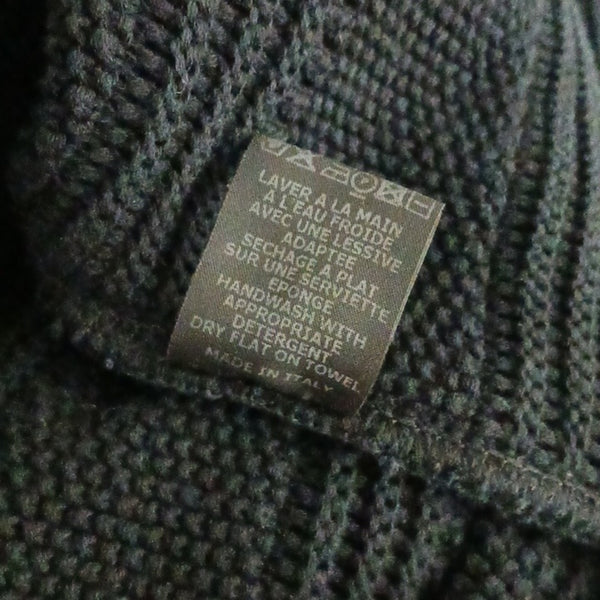 LAVER A LA MAIN
À L'EAU FROIDE
AVEC UNE LESSIVE
ADAPTEE
SECHAGE A PLAT
SUR UNE SERVIETTE
EPONGE
HANDWASH WITH
APPROPRIATE
DETERGENT
DRY FLAT ON TOWEL
MADE IN ITALY